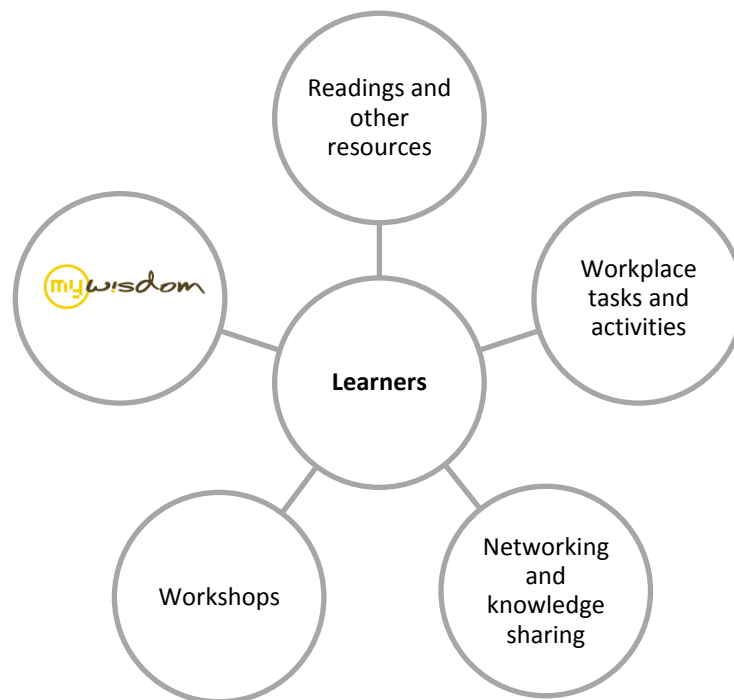 Readings and
other
resources
mywisdom
Workplace
tasks and
activities
Learners
Networking
and
knowledge
sharing
Workshops